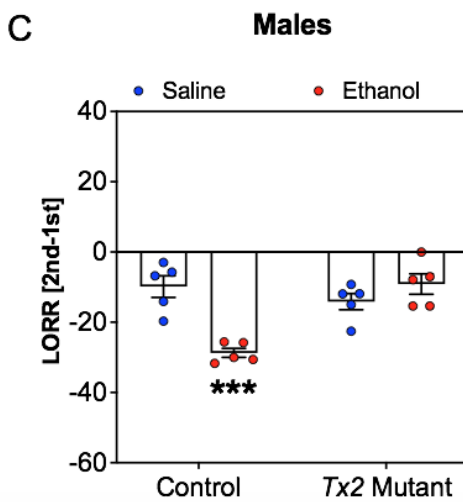 C
Males
Saline
Ethanol
40
20
0
-20
-40
-60
LORR [2nd-1st]
***
Control
Tx2 Mutant